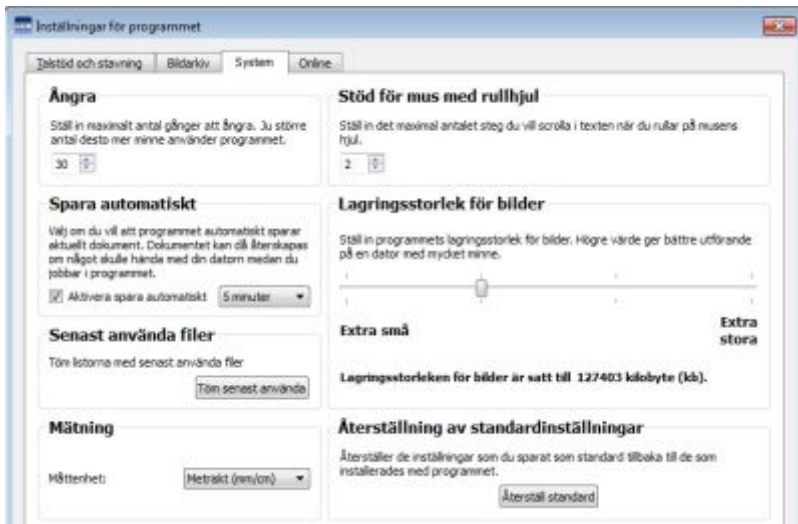 Inställningar för programmet
Talstöd och stavning
Bildarkiv
System
Online
Ångra
Ställ in maximalt antal gånger att ångra. Ju större
antal desto mer minne använder programmet.
30
Spara automatiskt
Välj om du vill att programmet automatiskt sparar
aktuellt dokument. Dokumentet kan då återskapas
om något skulle hända med din datorn medan du
jobbar i programmet.
Aktivera spara automatiskt
5 minuter
Senast använda filer
Töm listorna med senast använda filer
Töm senast använda
Mätning
Måttenhet:
Metriskt (mm/cm)
Stöd för mus med rullhjul
Ställ in det maximal antalet steg du vill scrolla i texten när du rullar på musens
hjul.
2
Lagringsstorlek för bilder
Ställ in programmets lagringsstorlek för bilder. Högre värde ger bättre utförande
på en dator med mycket minne.
Extra små
Extra
stora
Lagringsstorleken för bilder är satt till 127403 kilobyte (kb).
Återställning av standardinställningar
Återställer de inställningar som du sparat som standard tillbaka till de som
installerades med programmet.
Återställ standard